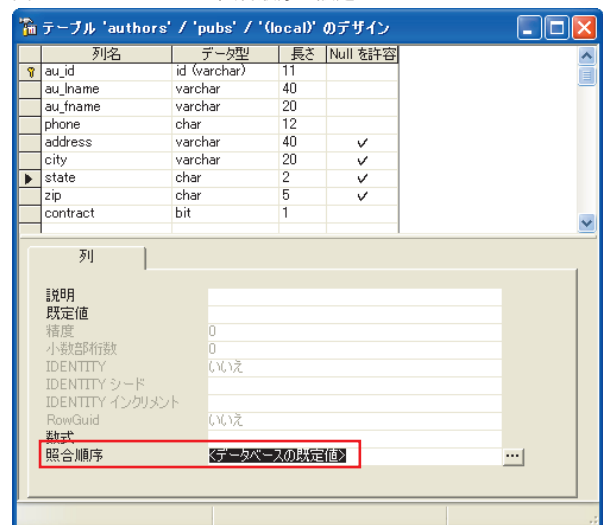 テーブル 'authors' / 'pubs' / '(local)' のデザイン
列名 データ型 長さ Null を許容
au_id id (varchar) 11
au_lname varchar 40
au_fname varchar 20
phone char 12
address varchar 40 ✓
city varchar 20 ✓
state char 2 ✓
zip char 5 ✓
contract bit 1
列
説明
既定値
精度 0
小数部桁数 0
IDENTITY いいえ
IDENTITY シード
IDENTITY インクリメント
RowGuid いいえ
数式
照合順序 <データベースの既定値> ...